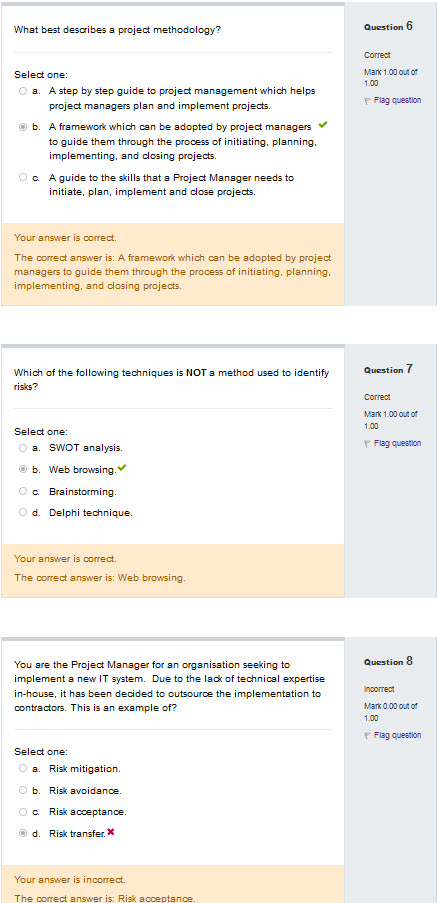 What best describes a project methodology?
Question 6
Correct
Mark 1.00 out of
1.00
Flag question
Select one:
a. A step by step guide to project management which helps
project managers plan and implement projects.
b. A framework which can be adopted by project managers
to guide them through the process of initiating, planning,
implementing, and closing projects.
c. A guide to the skills that a Project Manager needs to
initiate, plan, implement and close projects.
Your answer is correct.
The correct answer is: A framework which can be adopted by project
managers to guide them through the process of initiating, planning,
implementing, and closing projects.
Which of the following techniques is NOT a method used to identify
risks?
Question 7
Correct
Mark 1.00 out of
1.00
Flag question
Select one:
a. SWOT analysis.
b. Web browsing.
c. Brainstorming.
d. Delphi technique.
Your answer is correct.
The correct answer is: Web browsing.
You are the Project Manager for an organisation seeking to
implement a new IT system. Due to the lack of technical expertise
in-house, it has been decided to outsource the implementation to
contractors. This is an example of?
Question 8
Incorrect
Mark 0.00 out of
1.00
Flag question
Select one:
a. Risk mitigation.
b. Risk avoidance.
c. Risk acceptance.
d. Risk transfer.
Your answer is incorrect.
The correct answer is: Risk acceptance.